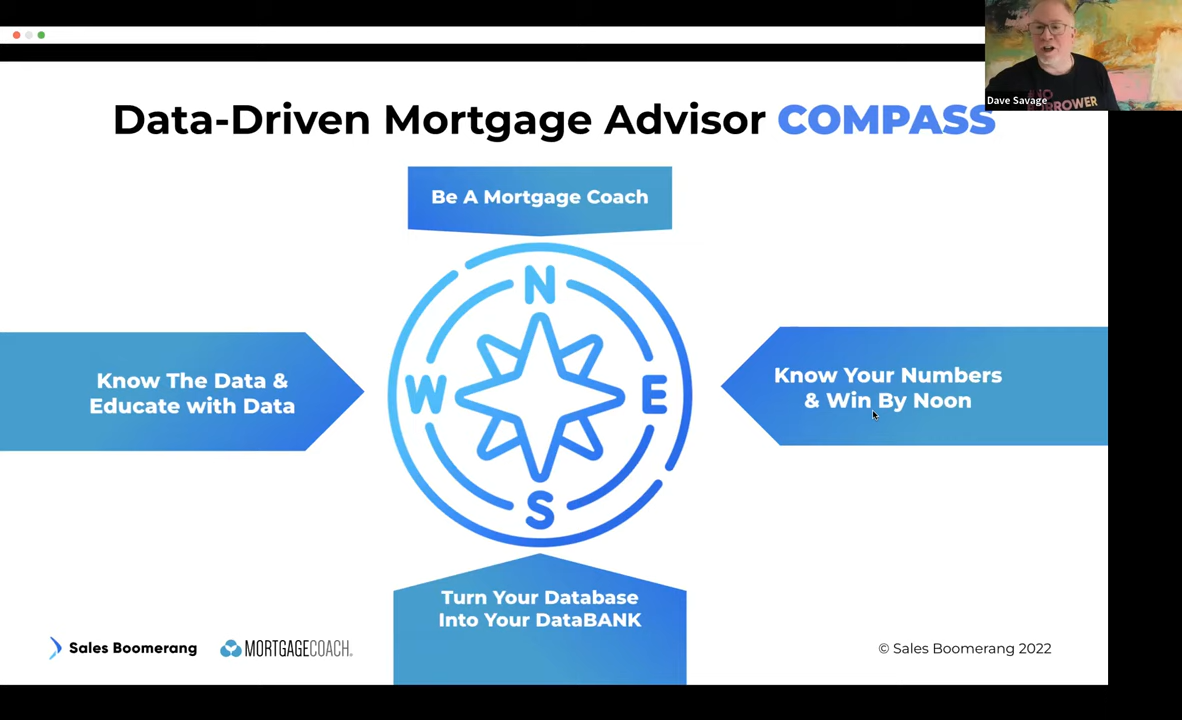 Data-Driven Mortgage Advisor COMPASS
Dave Savage
BORROWER
Be A Mortgage Coach
N
W
E
S
Know The Data &
Educate with Data
Know Your Numbers
& Win By Noon
Turn Your Database
Into Your DataBANK
Sales Boomerang
MORTGAGECOACH
© Sales Boomerang 2022